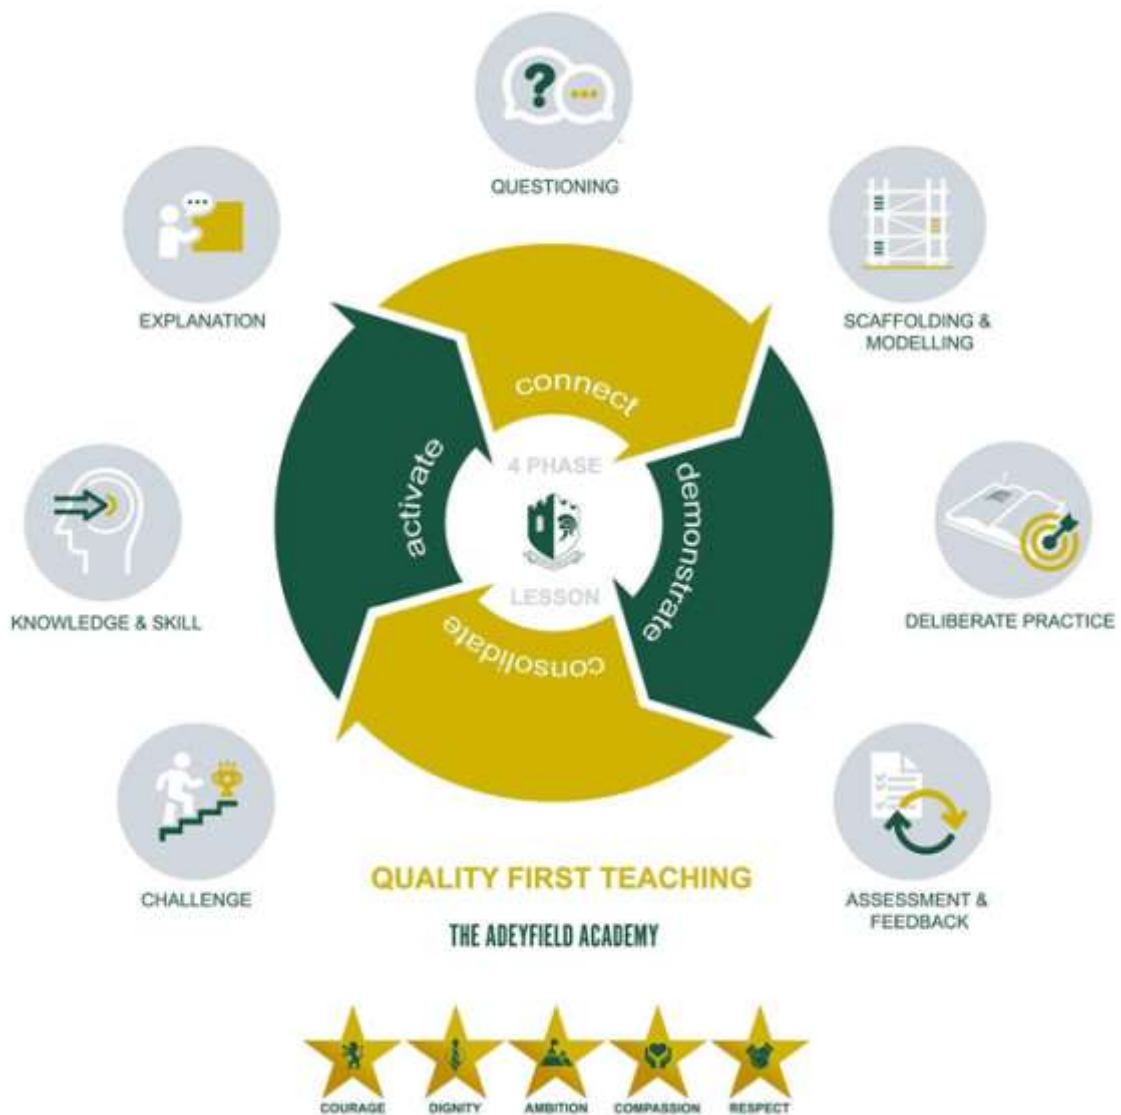 QUESTIONING
EXPLANATION
SCAFFOLDING &
MODELLING
connect
4 PHASE
activate
demonstrate
KNOWLEDGE & SKILL
DELIBERATE PRACTICE
LESSON
consolidate
CHALLENGE
ASSESSMENT &
FEEDBACK
QUALITY FIRST TEACHING
THE ADEYFIELD ACADEMY
COURAGE
DIGNITY
AMBITION
COMPASSION
RESPECT